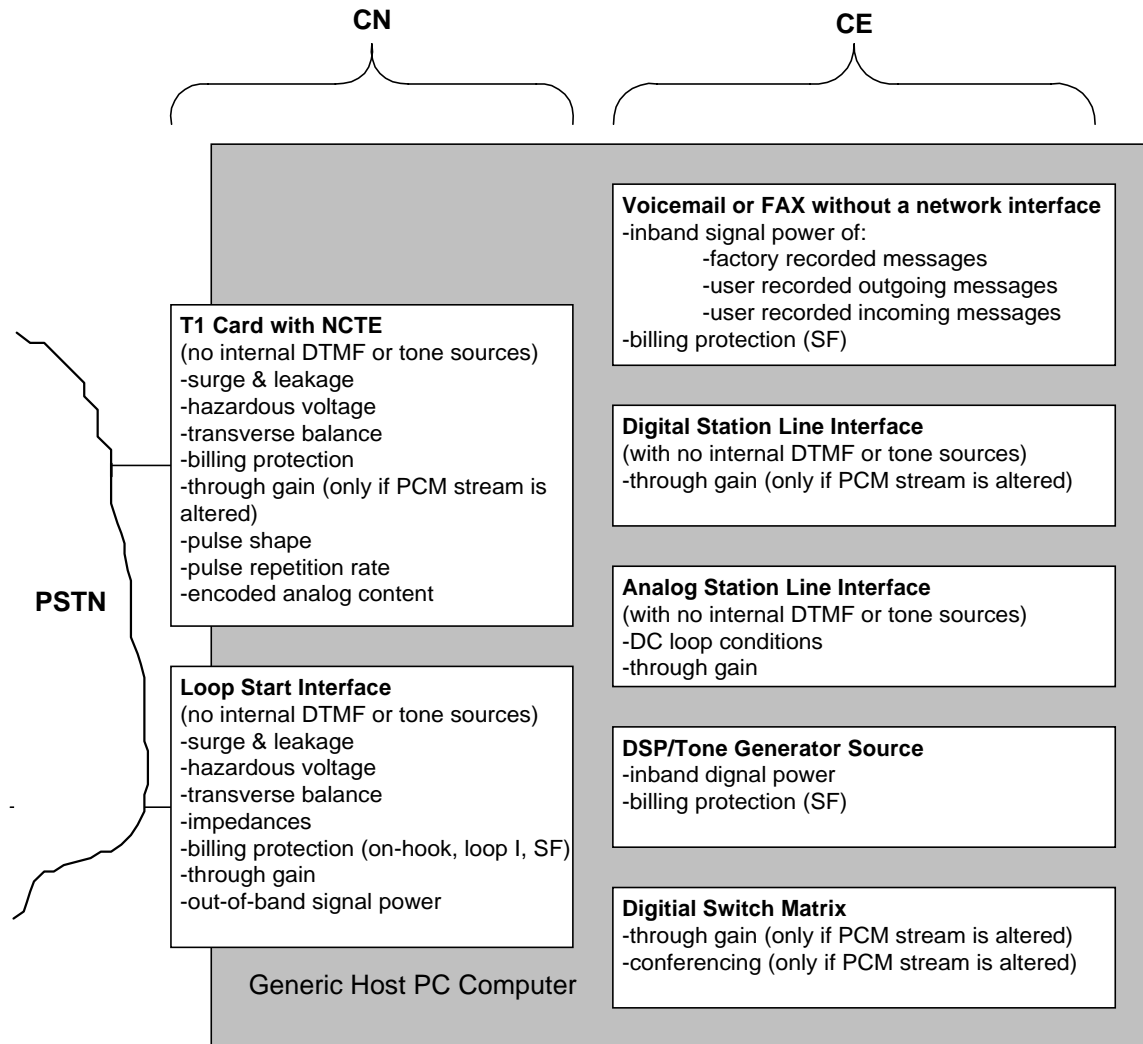 CN
CE
PSTN
T1 Card with NCTE
(no internal DTMF or tone sources)
-surge & leakage
-hazardous voltage
-transverse balance
-billing protection
-through gain (only if PCM stream is
altered)
-pulse shape
-pulse repetition rate
-encoded analog content
Loop Start Interface
(no internal DTMF or tone sources)
-surge & leakage
-hazardous voltage
-transverse balance
-impedances
-billing protection (on-hook, loop I, SF)
-through gain
-out-of-band signal power
Generic Host PC Computer
Voicemail or FAX without a network interface
-inband signal power of:
-factory recorded messages
-user recorded outgoing messages
-user recorded incoming messages
-billing protection (SF)
Digital Station Line Interface
(with no internal DTMF or tone sources)
-through gain (only if PCM stream is altered)
Analog Station Line Interface
(with no internal DTMF or tone sources)
-DC loop conditions
-through gain
DSP/Tone Generator Source
-inband dignal power
-billing protection (SF)
Digitial Switch Matrix
-through gain (only if PCM stream is altered)
-conferencing (only if PCM stream is altered)